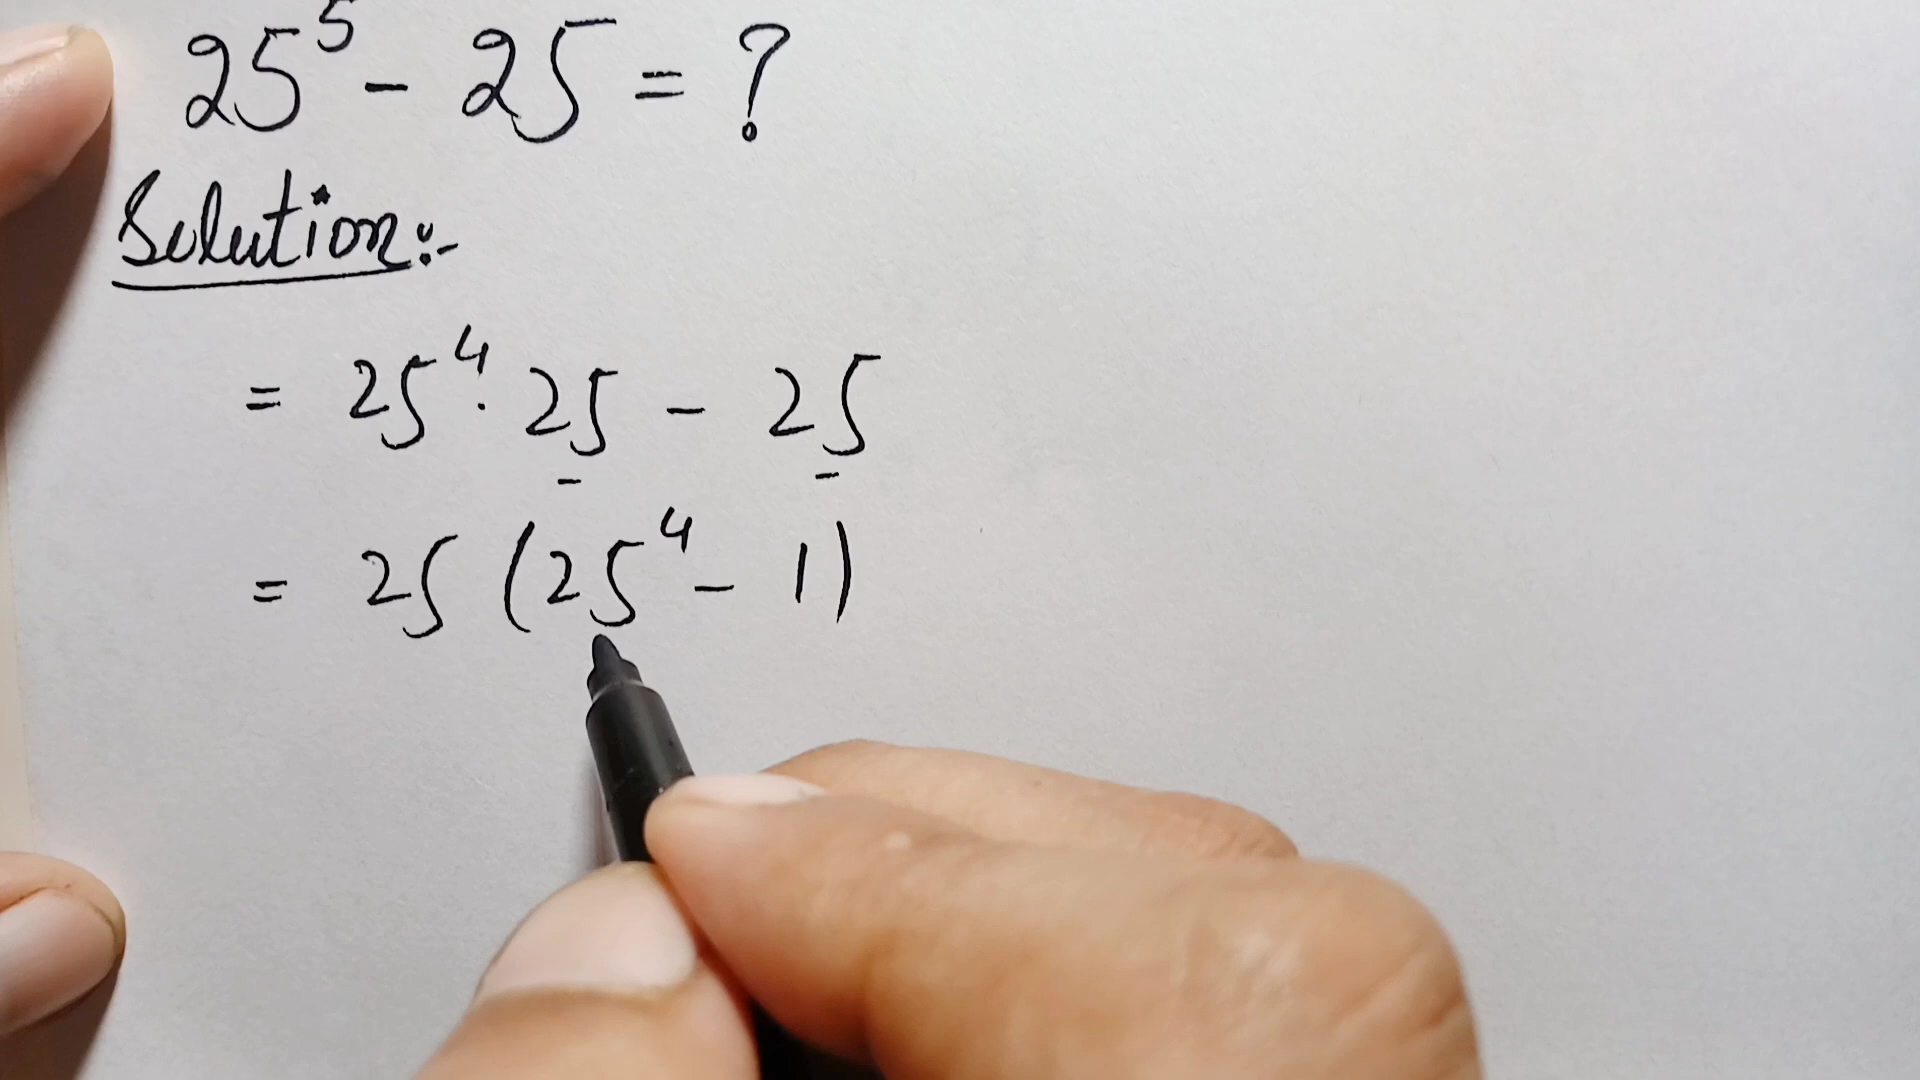 25⁵ - 25 = ?
Solution:-
= 25⁴ · 25 - 25
= 25 (25⁴ - 1)